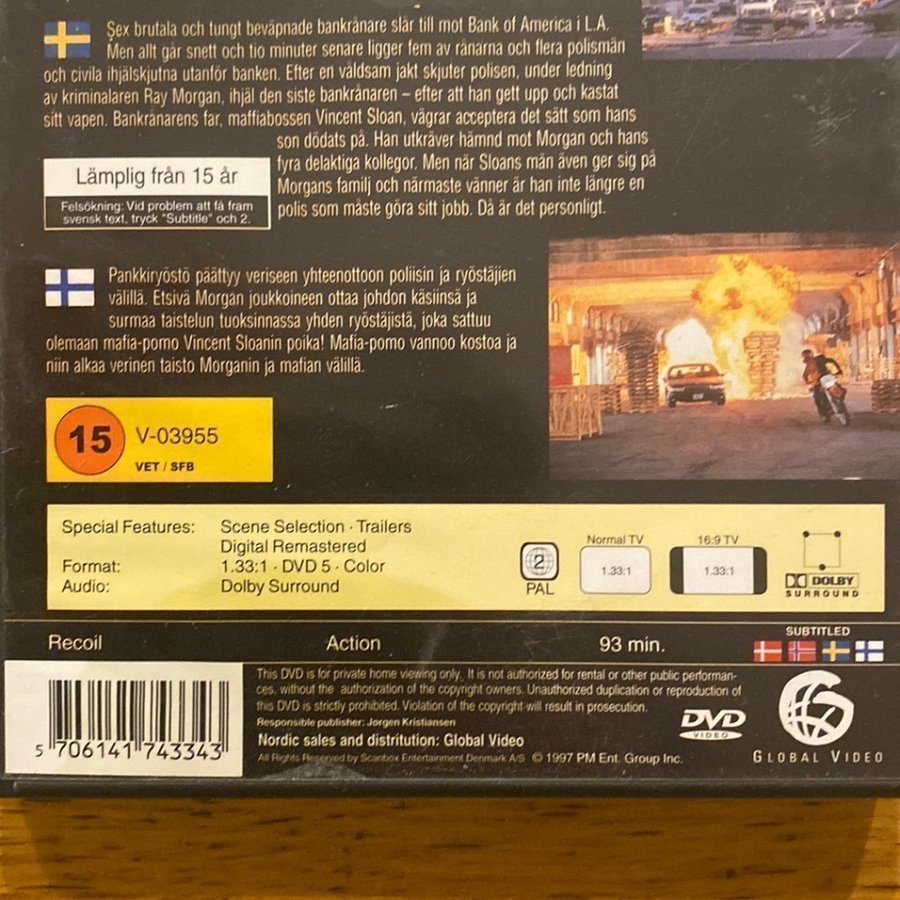 Sex brutala och tungt beväpnade bankrånare slår till mot Bank of America i L.A.
Men allt går snett och tio minuter senare ligger fem av rånarna och flera polismän
och civila ihjälskjutna utanför banken. Efter en våldsam jakt skjuter polisen, under ledning
av kriminalaren Ray Morgan, ihjäl den siste bankrånaren – efter att han gett upp och kastat
sitt vapen. Bankrånarens far, maffiabossen Vincent Sloan, vägrar acceptera det sätt som hans
son dödats på. Han utkräver hämnd mot Morgan och hans
fyra delaktiga kollegor. Men när Sloans män även ger sig på
Morgans familj och närmaste vänner är han inte längre en
polis som måste göra sitt jobb. Då är det personligt.
Lämplig från 15 år
Felsökning: Vid problem att få fram
svensk text, tryck "Subtitle" och 2.
Pankkiryöstö päättyy veriseen yhteenottoon poliisin ja ryöstäjien
välillä. Etsivä Morgan joukkoineen ottaa johdon käsiinsä ja
surmaa taistelun tuoksinnassa yhden ryöstäjistä, joka sattuu
olemaan mafia-pomo Vincent Sloanin poika! Mafia-pomo vannoo kostoa ja
niin alkaa verinen taisto Morganin ja mafian välillä.
15 V-03955
VET / SFB
Special Features: Scene Selection · Trailers
Digital Remastered
Format: 1.33:1 · DVD 5 · Color
Audio: Dolby Surround
2
PAL
Normal TV
1.33:1
16:9 TV
1.33:1
DOLBY
SURROUND
Recoil Action 93 min.
SUBTITLED
This DVD is for private home viewing only. It is not authorized for rental or other public performan-
ces, without the authorization of the copyright owners. Unauthorized duplication or reproduction of
this DVD is strictly prohibited. Violation of the copyright will result in prosecution.
Responsible publisher: Jørgen Kristiansen
Nordic sales and distritution: Global Video
All Rights Reserved by Scanbox Entertainment Denmark A/S © 1997 PM Ent. Group Inc.
5 706141 743343
DVD
VIDEO
GLOBAL VIDEO